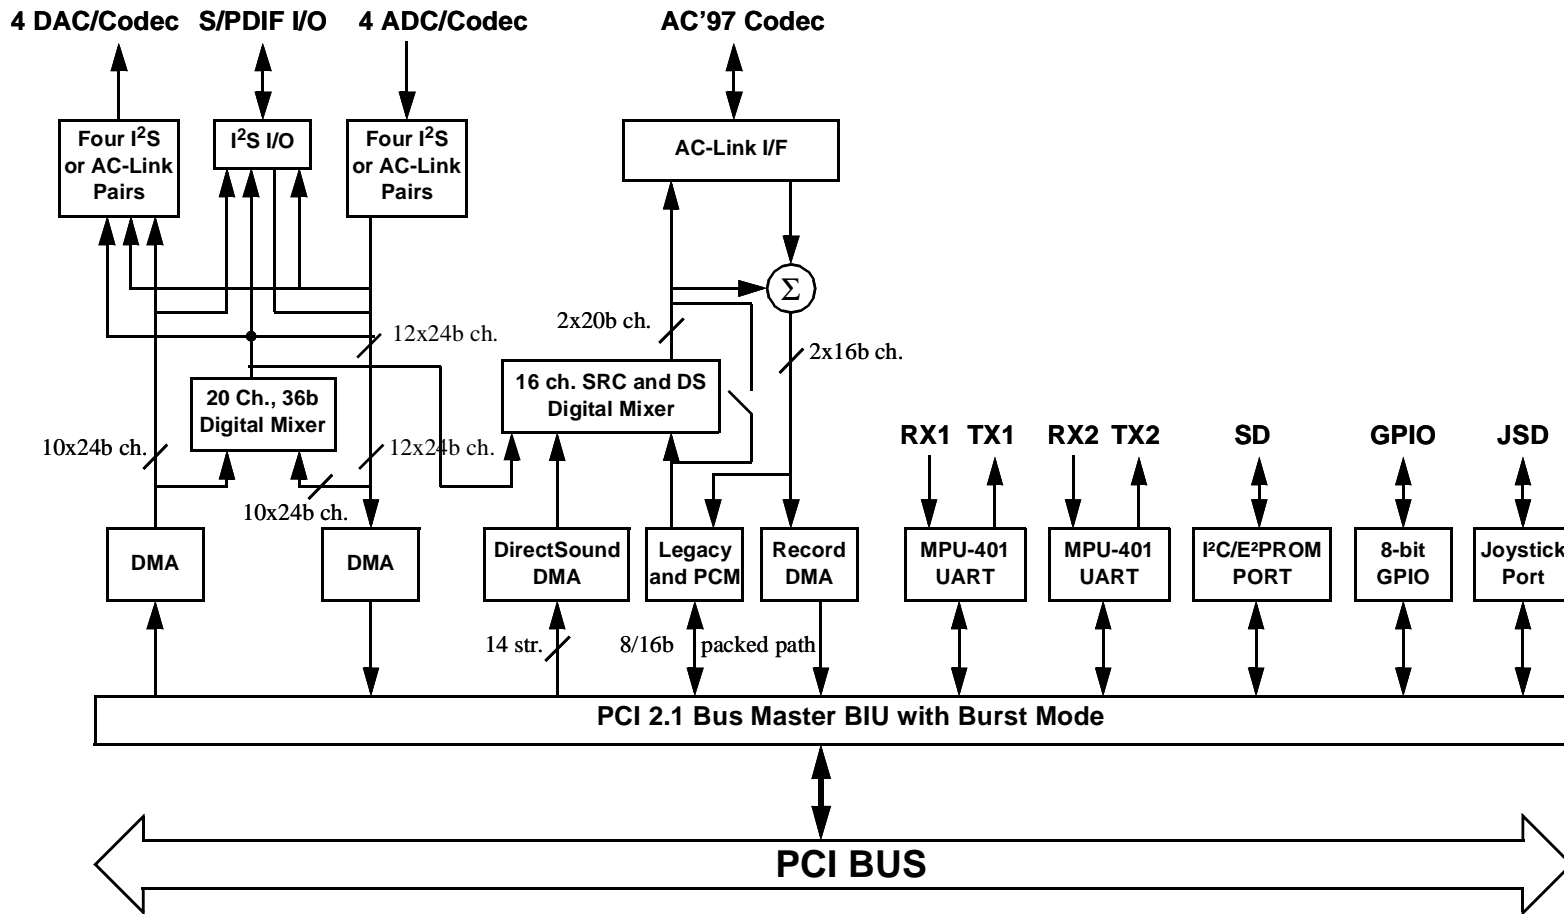 4 DAC/Codec
S/PDIF I/O
4 ADC/Codec
AC’97 Codec
Four I²S
or AC-Link
Pairs
I²S I/O
Four I²S
or AC-Link
Pairs
AC-Link I/F
Σ
12x24b ch.
2x20b ch.
2x16b ch.
20 Ch., 36b
Digital Mixer
16 ch. SRC and DS
Digital Mixer
10x24b ch.
12x24b ch.
10x24b ch.
RX1 TX1
RX2 TX2
SD
GPIO
JSD
DMA
DMA
DirectSound
DMA
Legacy
and PCM
Record
DMA
MPU-401
UART
MPU-401
UART
I²C/E²PROM
PORT
8-bit
GPIO
Joystick
Port
14 str.
8/16b
packed path
PCI 2.1 Bus Master BIU with Burst Mode
PCI BUS